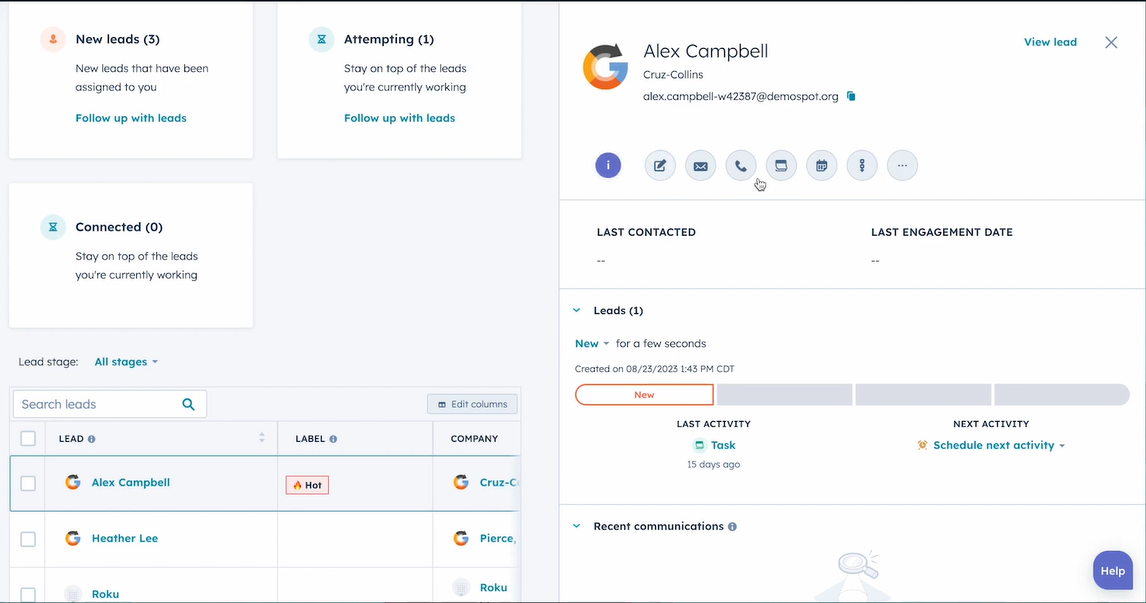 New leads (3)
New leads that have been
assigned to you
Follow up with leads
Attempting (1)
Stay on top of the leads
you're currently working
Follow up with leads
Connected (0)
Stay on top of the leads
you're currently working
Lead stage: All stages
Search leads
Edit columns
LEAD LABEL COMPANY
Alex Campbell Hot Cruz-C
Heather Lee Pierce,
Roku Roku
Alex Campbell
View lead
Cruz-Collins
alex.campbell-w42387@demospot.org
LAST CONTACTED
--
LAST ENGAGEMENT DATE
--
Leads (1)
New for a few seconds
Created on 08/23/2023 1:43 PM CDT
New
LAST ACTIVITY
Task
15 days ago
NEXT ACTIVITY
Schedule next activity
Recent communications
Help